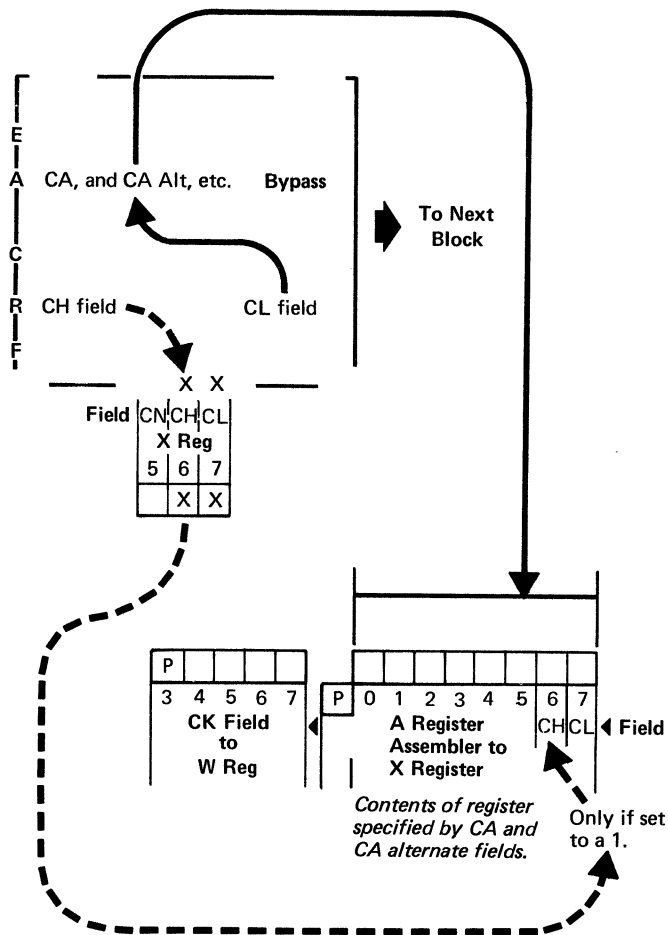 E
A CA, and CA Alt, etc. Bypass
To Next
Block
C
R CH field CL field
F
X X
Field CN CH CL
X Reg
5 6 7
X X
P
3 4 5 6 7
CK Field
to
W Reg
P 0 1 2 3 4 5 6 7
A Register CH CL Field
Assembler to
X Register
Contents of register
specified by CA and
CA alternate fields.
Only if set
to a 1.